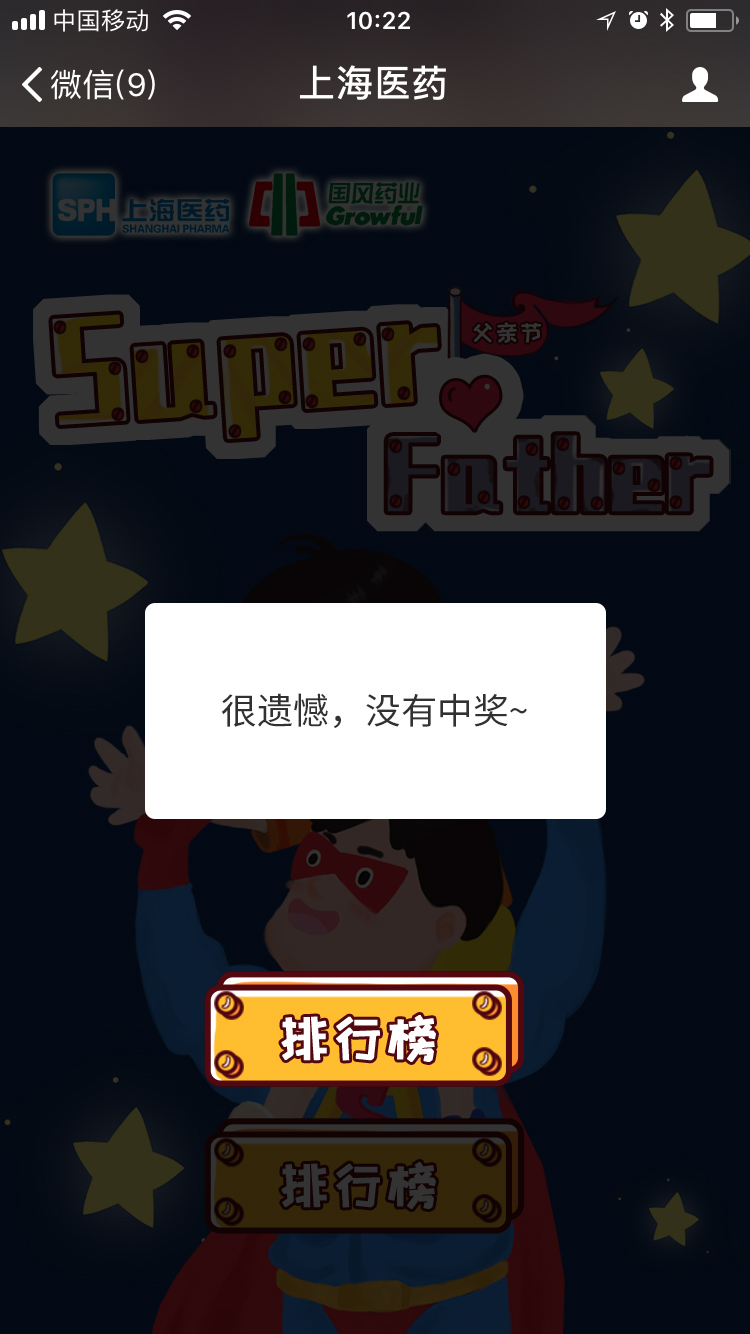 中国移动
10:22
微信(9)
上海医药
SPH 上海医药
SHANGHAI PHARMA
国风药业
Growful
Super
父亲节
Father
很遗憾，没有中奖~
排行榜
排行榜